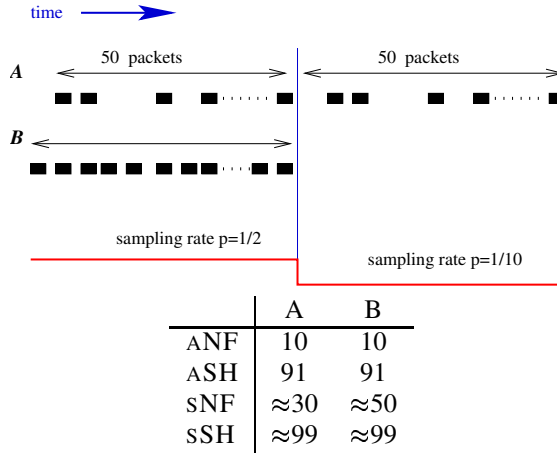 time
50 packets 50 packets
A
B
sampling rate p=1/2
sampling rate p=1/10
A B
ANF 10 10
ASH 91 91
SNF ≈30 ≈50
SSH ≈99 ≈99